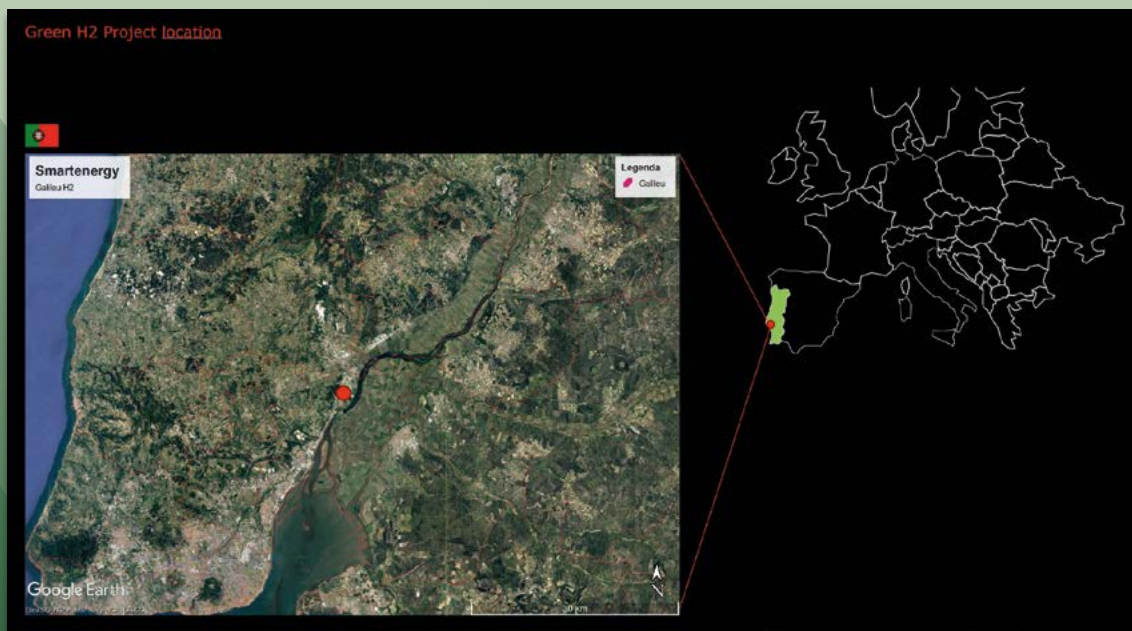 Green H2 Project location
Smartenergy
Galileu H2
Legenda
Galileu
Google Earth